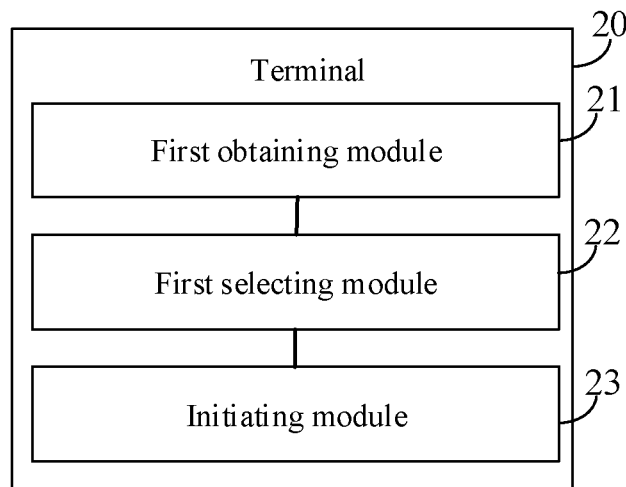 20
Terminal
21
First obtaining module
22
First selecting module
23
Initiating module